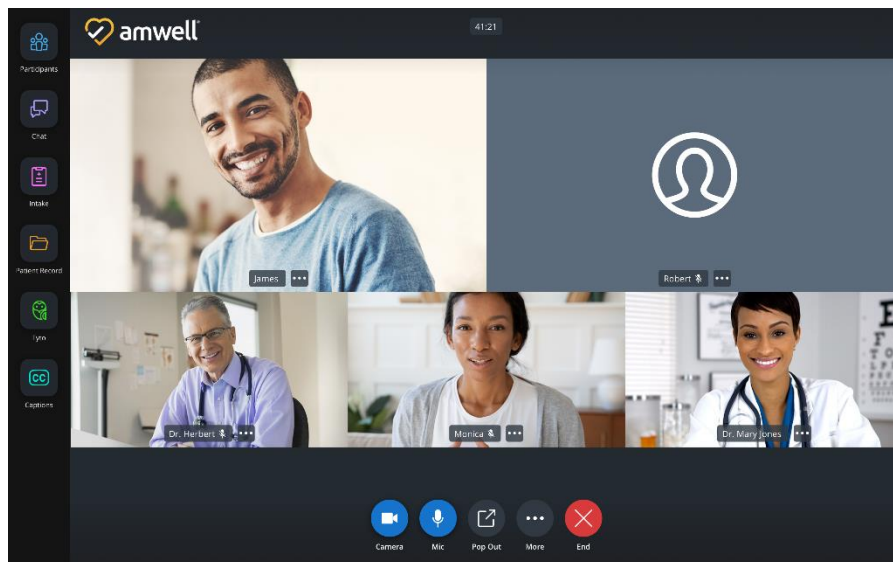 amwell
41:21
Participants
Chat
Intake
Patient Record
Tyto
CC
Captions
James
Robert
Dr. Herbert
Monica
Dr. Mary Jones
E
F
T O
Camera
Mic
Pop Out
More
End